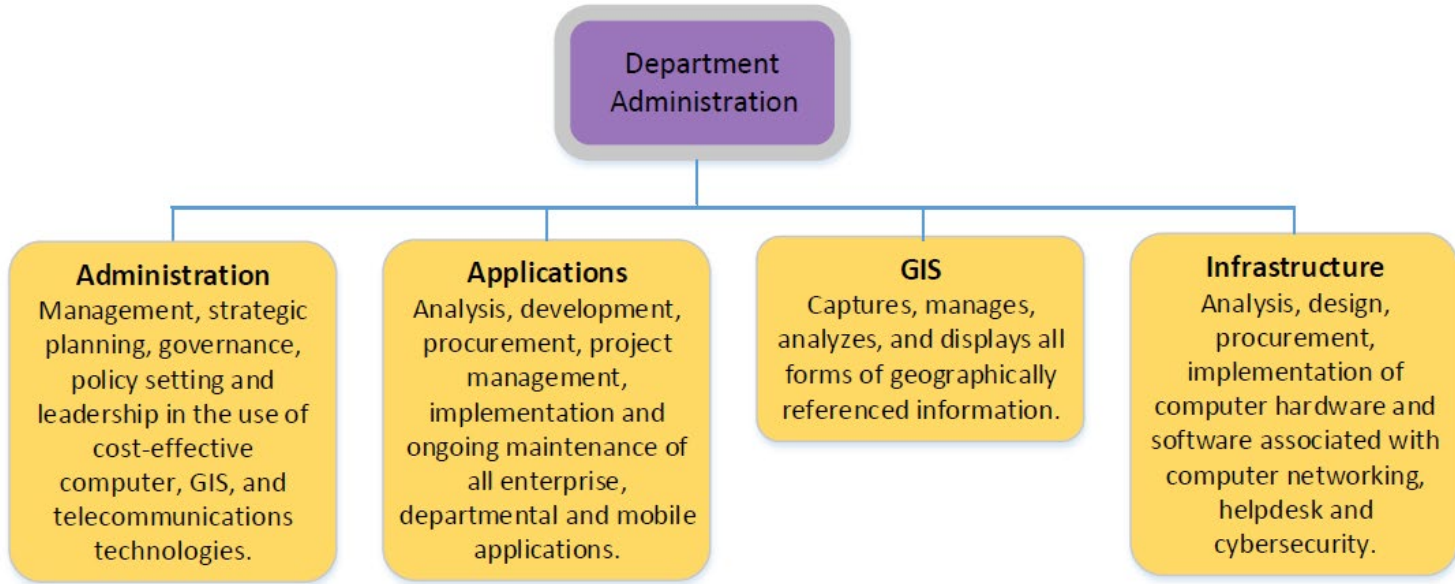 Department
Administration
Administration
Management, strategic
planning, governance,
policy setting and
leadership in the use of
cost-effective
computer, GIS, and
telecommunications
technologies.
Applications
Analysis, development,
procurement, project
management,
implementation and
ongoing maintenance of
all enterprise,
departmental and mobile
applications.
GIS
Captures, manages,
analyzes, and displays all
forms of geographically
referenced information.
Infrastructure
Analysis, design,
procurement,
implementation of
computer hardware and
software associated with
computer networking,
helpdesk and
cybersecurity.